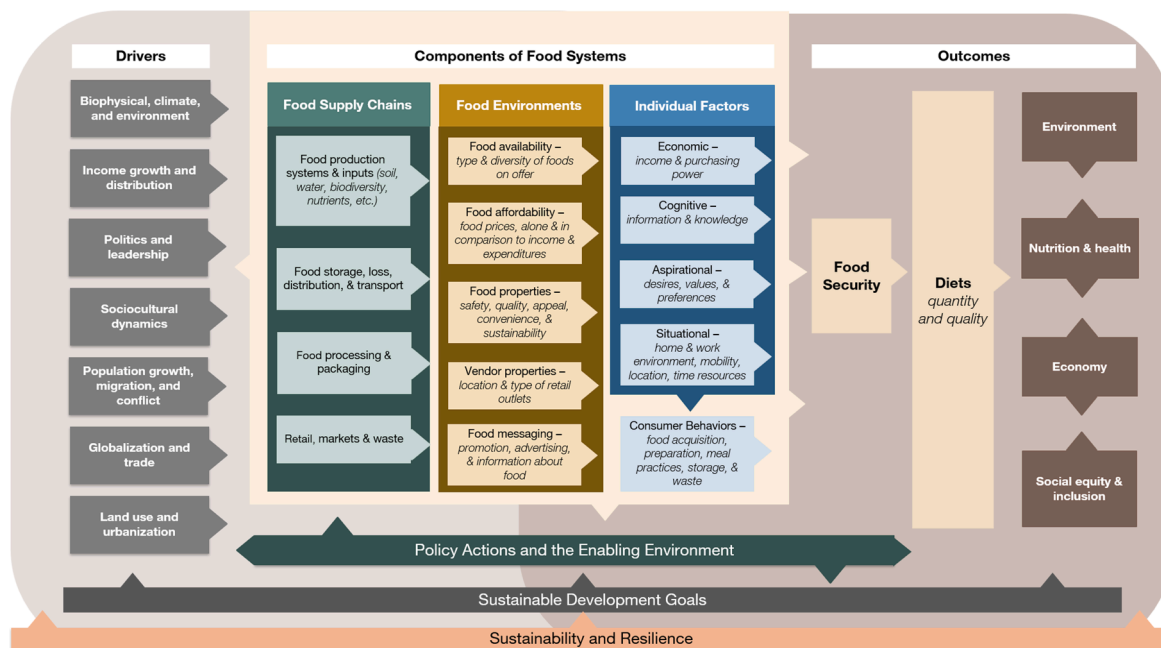 Drivers
Biophysical, climate,
and environment
Income growth and
distribution
Politics and
leadership
Sociocultural
dynamics
Population growth,
migration, and
conflict
Globalization and
trade
Land use and
urbanization
Components of Food Systems
Food Supply Chains
Food production
systems & inputs (soil,
water, biodiversity,
nutrients, etc.)
Food storage, loss,
distribution, & transport
Food processing &
packaging
Retail, markets & waste
Food Environments
Food availability –
type & diversity of foods
on offer
Food affordability –
food prices, alone & in
comparison to income &
expenditures
Food properties –
safety, quality, appeal,
convenience, &
sustainability
Vendor properties –
location & type of retail
outlets
Food messaging –
promotion, advertising,
& information about
food
Individual Factors
Economic –
income & purchasing
power
Cognitive –
information & knowledge
Aspirational –
desires, values, &
preferences
Situational –
home & work
environment, mobility,
location, time resources
Consumer Behaviors –
food acquisition,
preparation, meal
practices, storage, &
waste
Outcomes
Food
Security
Diets
quantity
and quality
Environment
Nutrition & health
Economy
Social equity &
inclusion
Policy Actions and the Enabling Environment
Sustainable Development Goals
Sustainability and Resilience